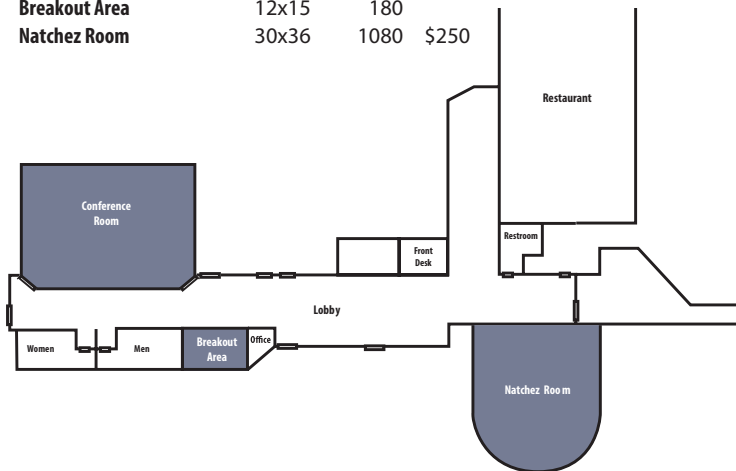 Breakout Area 12x15 180
Natchez Room 30x36 1080 $250
Restaurant
Conference
Room
Restroom
Front
Desk
Lobby
Women
Men
Breakout
Area
Office
Natchez Room